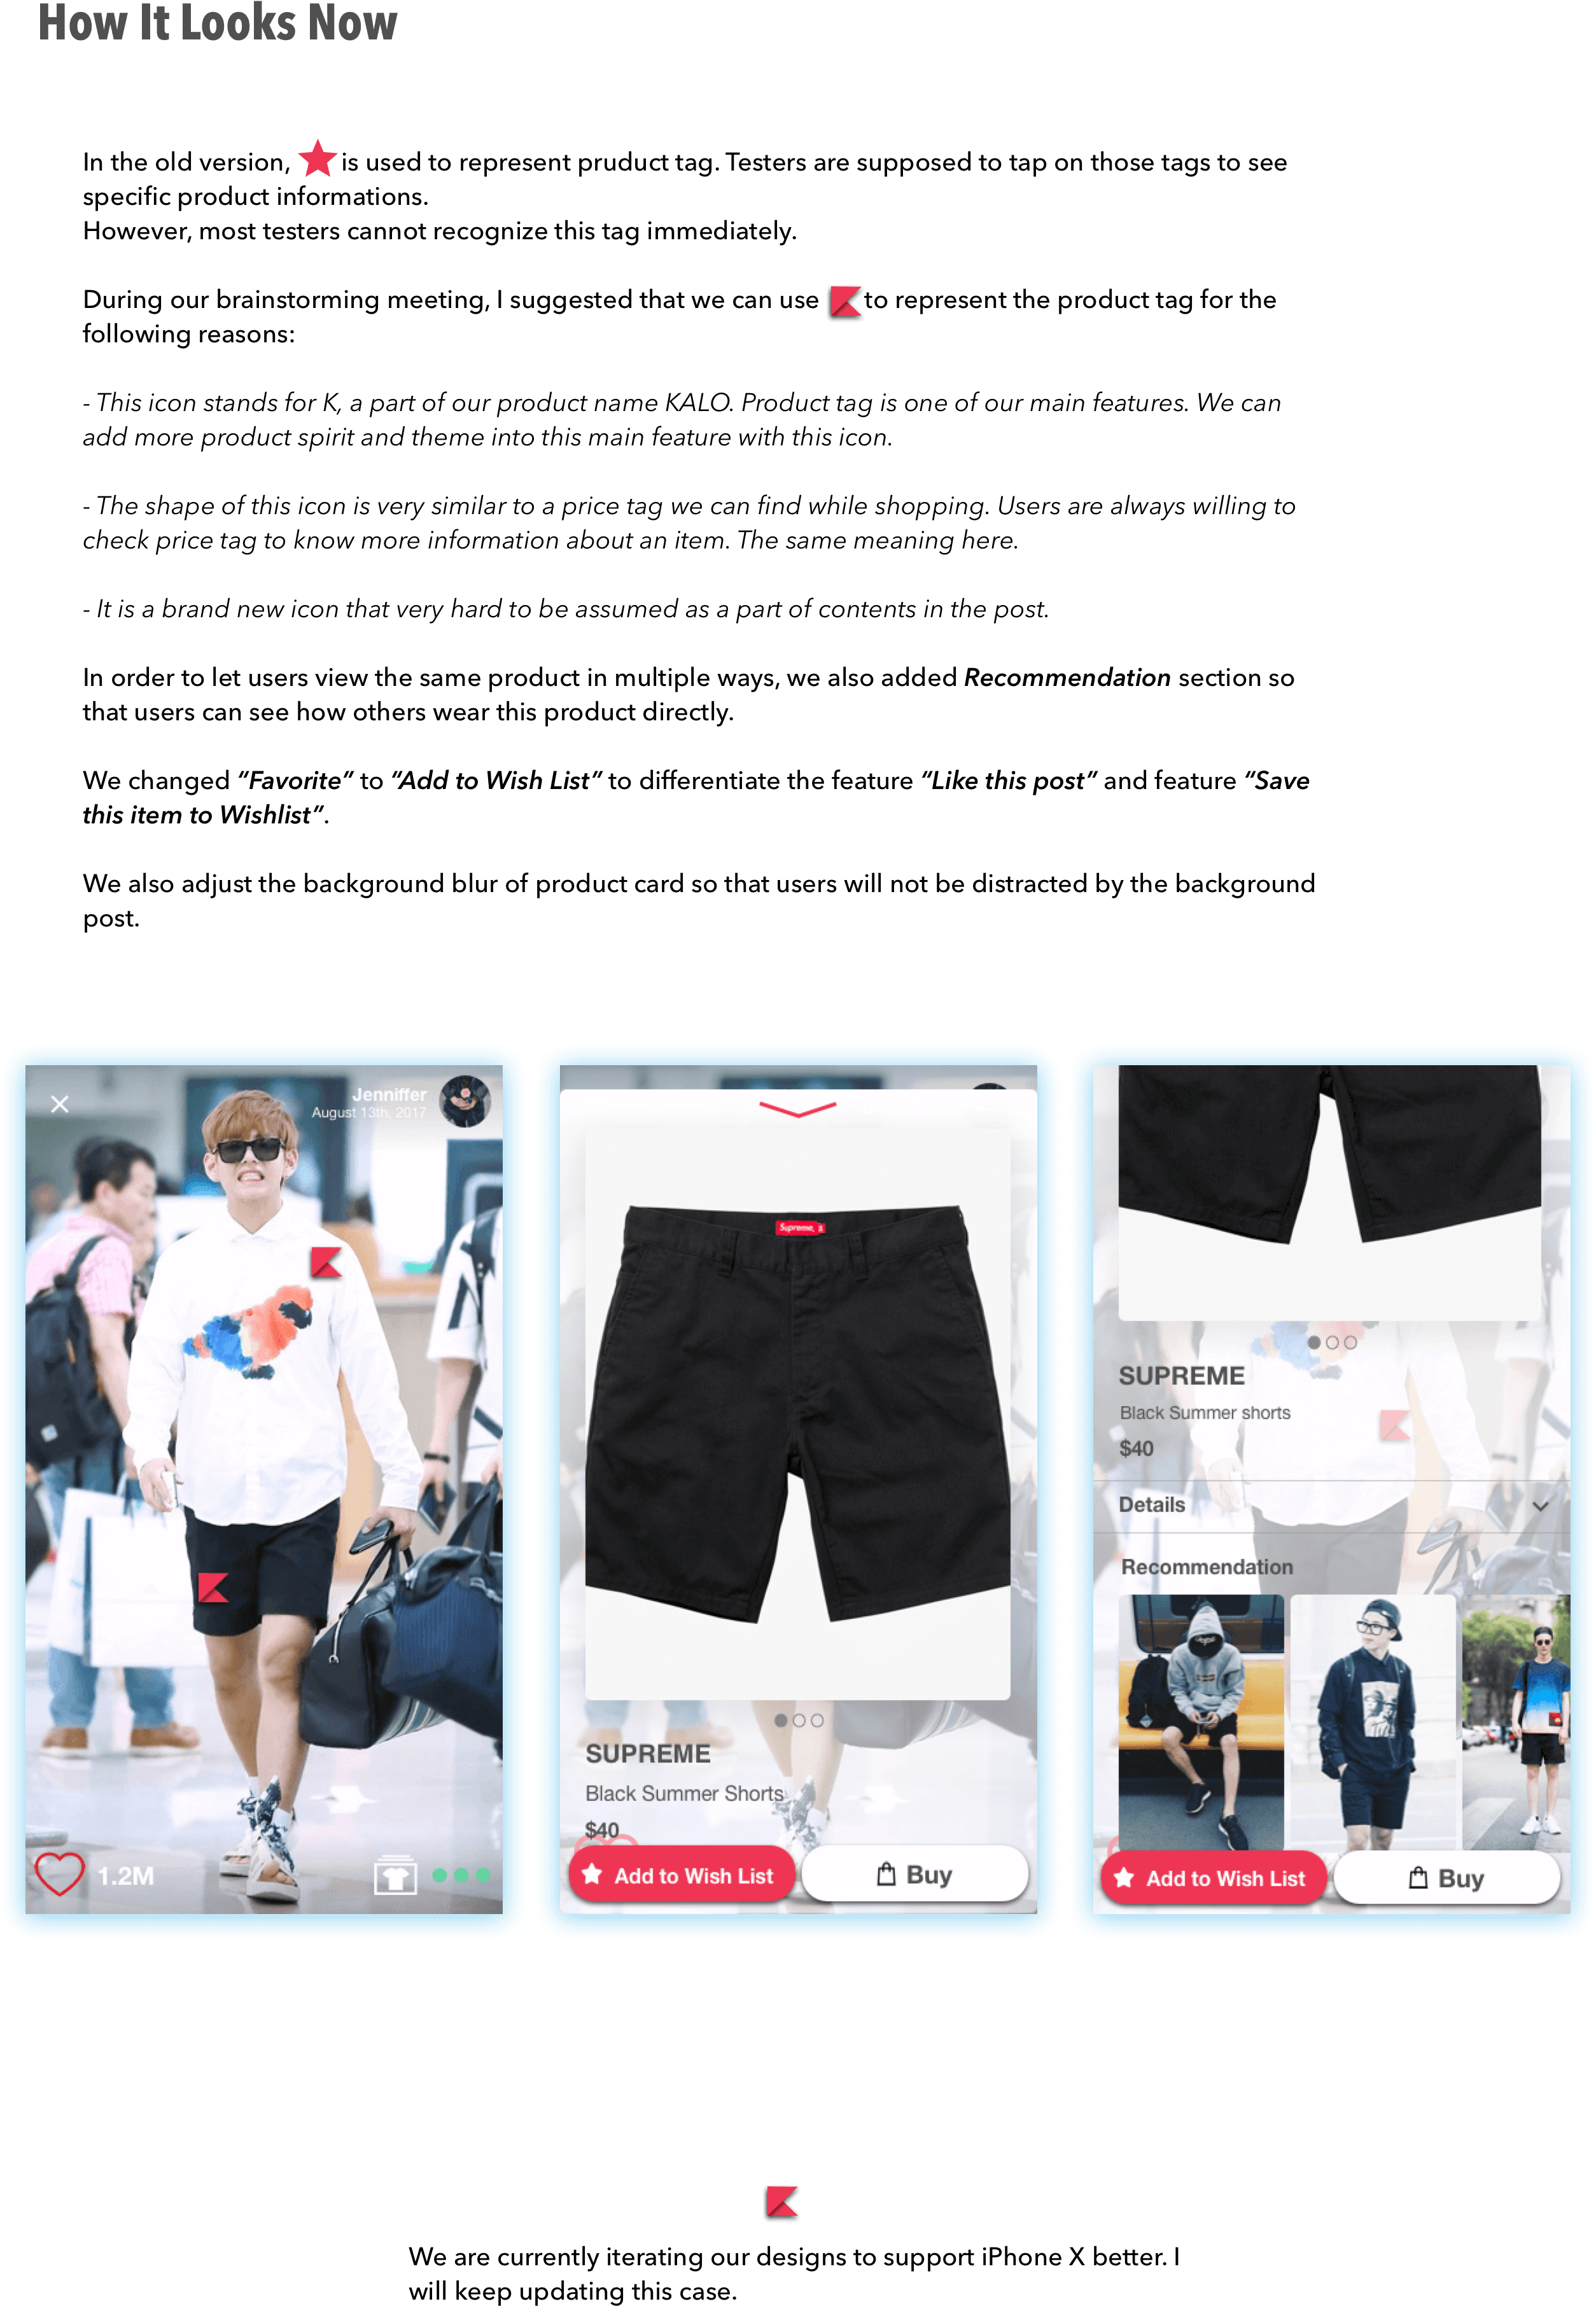 How It Looks Now
In the old version, is used to represent pruduct tag. Testers are supposed to tap on those tags to see
specific product informations.
However, most testers cannot recognize this tag immediately.
During our brainstorming meeting, I suggested that we can use to represent the product tag for the
following reasons:
- This icon stands for K, a part of our product name KALO. Product tag is one of our main features. We can
add more product spirit and theme into this main feature with this icon.
- The shape of this icon is very similar to a price tag we can find while shopping. Users are always willing to
check price tag to know more information about an item. The same meaning here.
- It is a brand new icon that very hard to be assumed as a part of contents in the post.
In order to let users view the same product in multiple ways, we also added Recommendation section so
that users can see how others wear this product directly.
We changed “Favorite” to “Add to Wish List” to differentiate the feature “Like this post” and feature “Save
this item to Wishlist”.
We also adjust the background blur of product card so that users will not be distracted by the background
post.
Jenniffer
August 13th, 2017
1.2M
Supreme
SUPREME
Black Summer Shorts
$40
Add to Wish List
Buy
SUPREME
Black Summer shorts
$40
Details
Recommendation
Add to Wish List
Buy
We are currently iterating our designs to support iPhone X better. I
will keep updating this case.